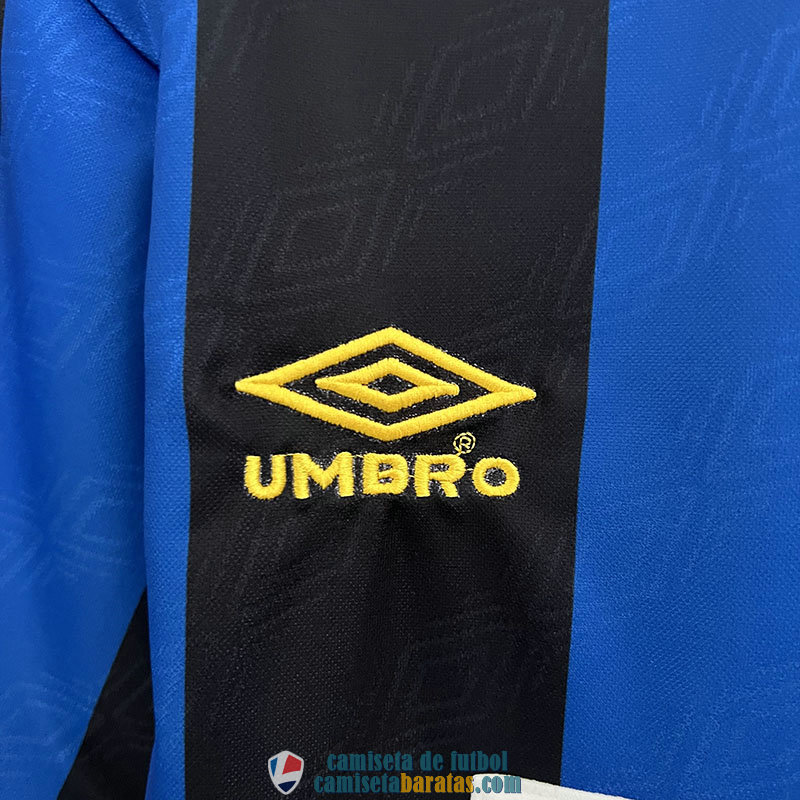 ®
UMBRO
camiseta de futbol
camisetabaratas.com